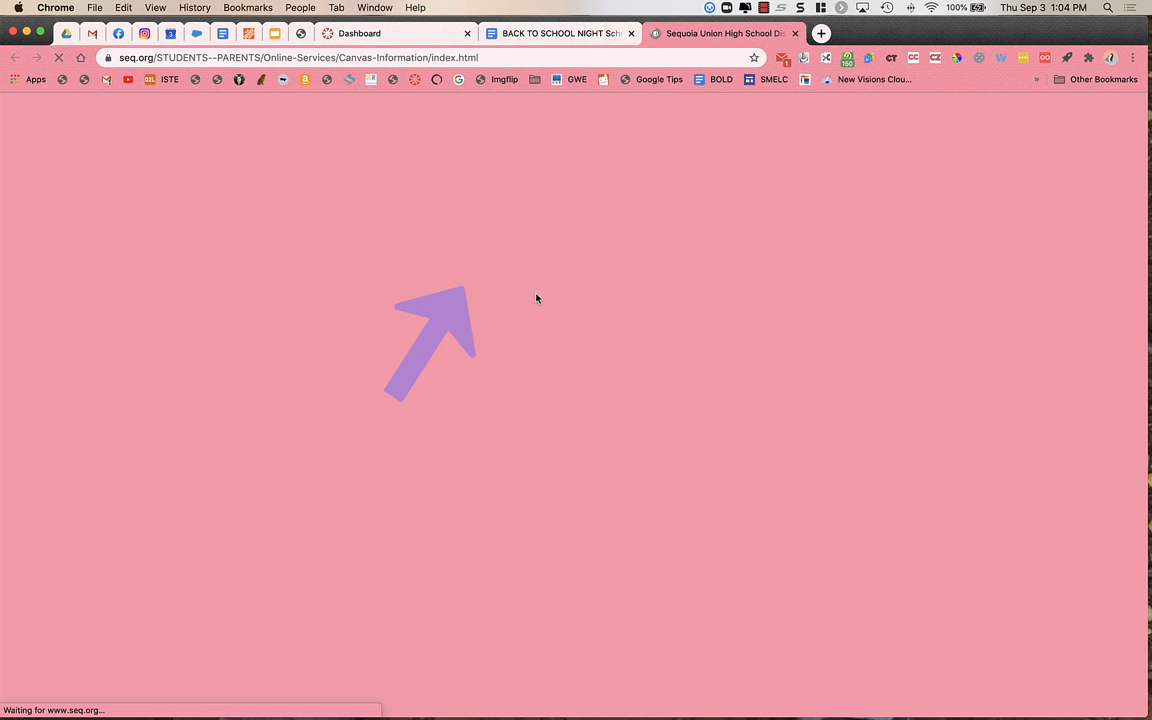 Chrome File Edit View History Bookmarks People Tab Window Help 100% Thu Sep 3 1:04 PM
Dashboard BACK TO SCHOOL NIGHT Sch Sequoia Union High School Dis
seq.org/STUDENTS--PARENTS/Online-Services/Canvas-Information/index.html
Apps ISTE Imgflip GWE Google Tips BOLD SMELC New Visions Clou... » Other Bookmarks
Waiting for www.seq.org...